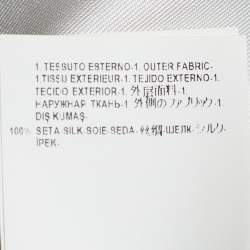 1. TESSUTO ESTERNO-1. OUTER FABRIC-
1.TISSU EXTERIEUR-1. TEJIDO EXTERNO-1.
TECIDO EXTERIOR-1. 外层面料-1.
НАРУЖНАЯ ТКАНЬ-1. 外側のファブリック-1.
DIŞ KUMAŞ
100% SETA-SILK-SOIE-SEDA-丝绸-ШЕЛК-シルク-
İPEK.